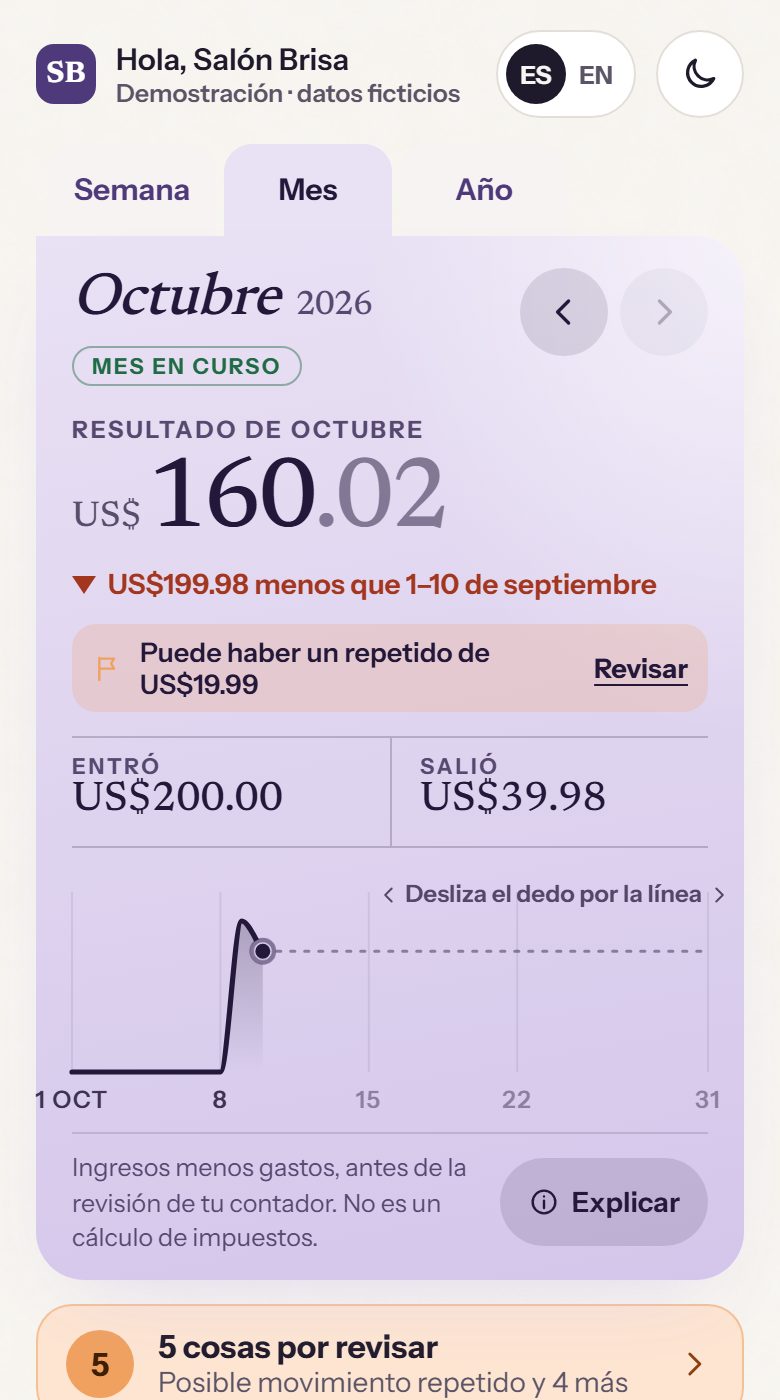 SB
Hola, Salón Brisa
Demostración · datos ficticios
ES
EN
Semana
Mes
Año
Octubre 2026
MES EN CURSO
RESULTADO DE OCTUBRE
US$ 160.02
US$199.98 menos que 1–10 de septiembre
Puede haber un repetido de
US$19.99
Revisar
ENTRÓ
US$200.00
SALIÓ
US$39.98
Desliza el dedo por la línea
1 OCT
8
15
22
31
Ingresos menos gastos, antes de la
revisión de tu contador. No es un
cálculo de impuestos.
Explicar
5
5 cosas por revisar
Posible movimiento repetido y 4 más